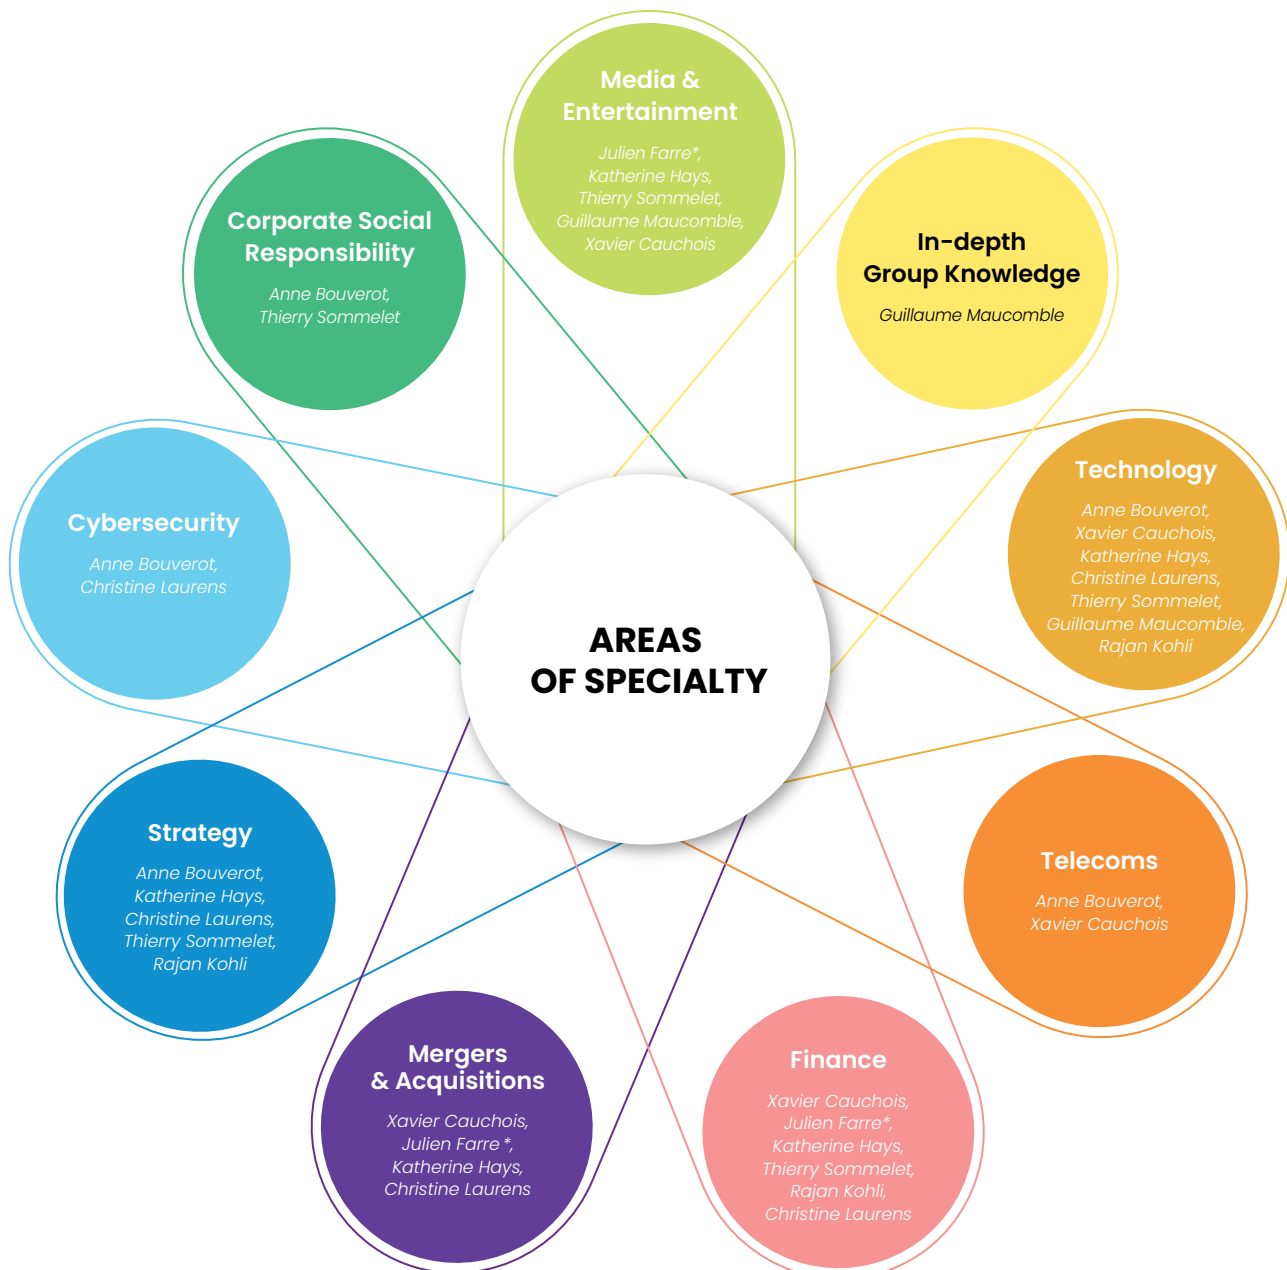 Media &
Entertainment
Julien Farre*,
Katherine Hays,
Thierry Sommelet,
Guillaume Maucomble,
Xavier Cauchois
Corporate Social
Responsibility
Anne Bouverot,
Thierry Sommelet
In-depth
Group Knowledge
Guillaume Maucomble
Cybersecurity
Anne Bouverot,
Christine Laurens
Technology
Anne Bouverot,
Xavier Cauchois,
Katherine Hays,
Christine Laurens,
Thierry Sommelet,
Guillaume Maucomble,
Rajan Kohli
AREAS
OF SPECIALTY
Strategy
Anne Bouverot,
Katherine Hays,
Christine Laurens,
Thierry Sommelet,
Rajan Kohli
Telecoms
Anne Bouverot,
Xavier Cauchois
Mergers
& Acquisitions
Xavier Cauchois,
Julien Farre *,
Katherine Hays,
Christine Laurens
Finance
Xavier Cauchois,
Julien Farre*,
Katherine Hays,
Thierry Sommelet,
Rajan Kohli,
Christine Laurens